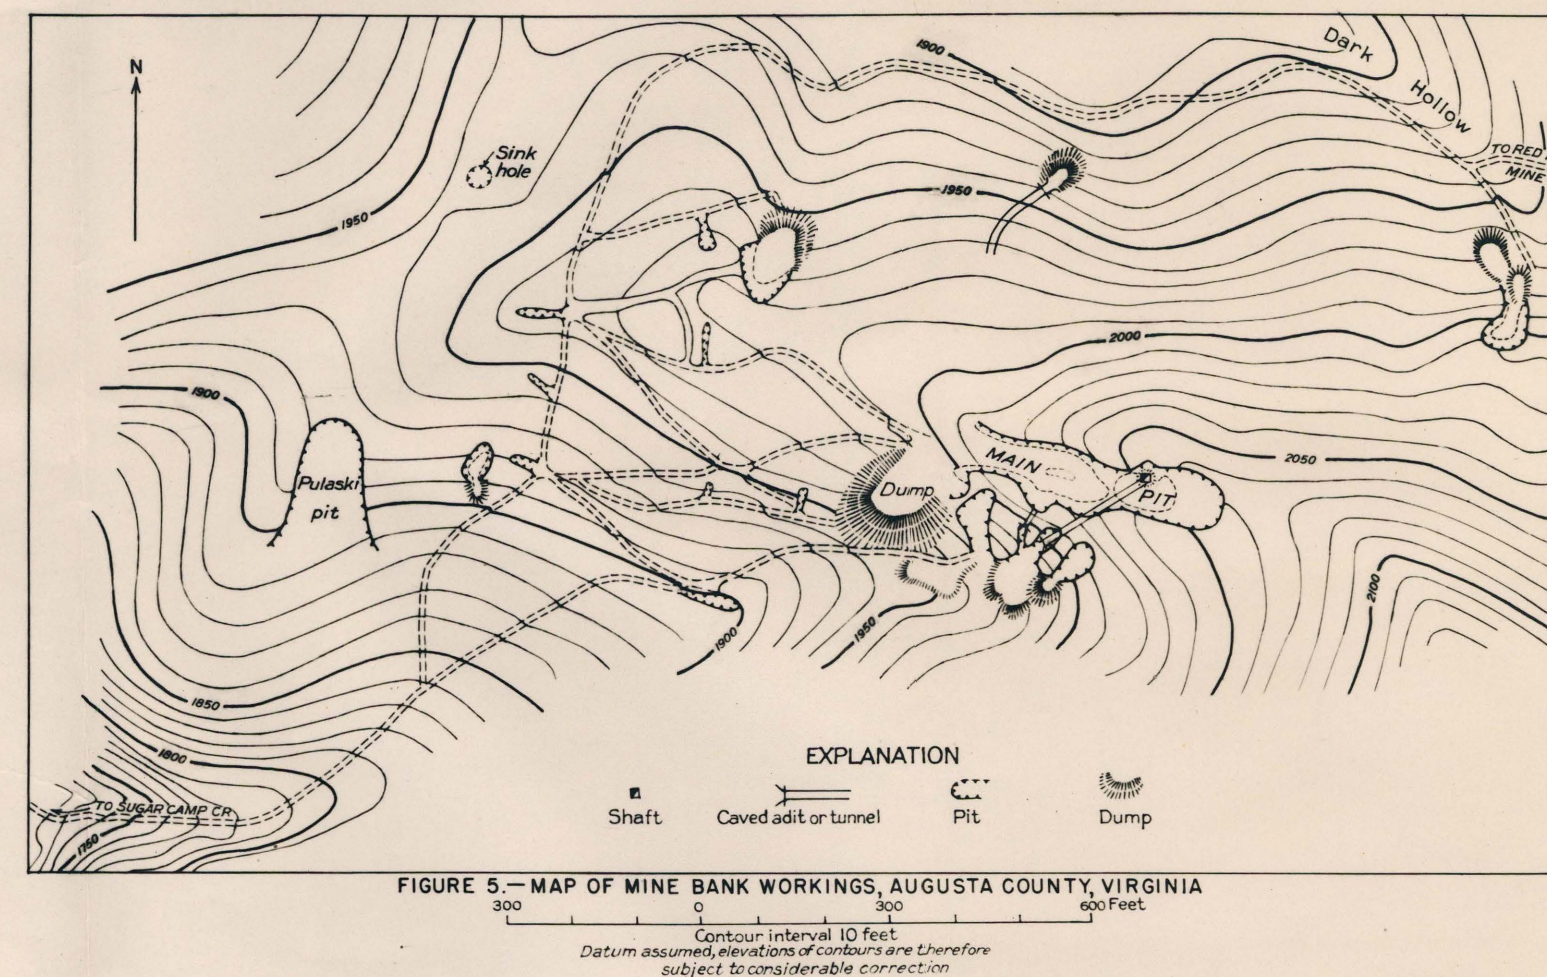 N
1900
Dark
Hollow
Sink
hole
TO RED
MINE
1950
1950
2000
1900
Pulaski
pit
MAIN
PIT
2050
Dump
2100
1900
1950
1850
1800
TO SUGAR CAMP CR.
1750
EXPLANATION
Shaft
Caved adit or tunnel
Pit
Dump
FIGURE 5.—MAP OF MINE BANK WORKINGS, AUGUSTA COUNTY, VIRGINIA
300 0 300 600 Feet
Contour interval 10 feet
Datum assumed, elevations of contours are therefore
subject to considerable correction